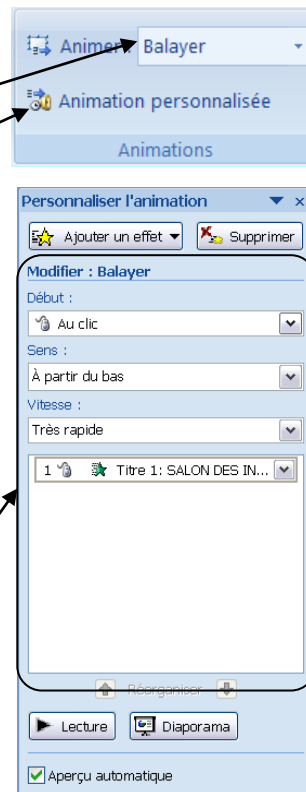 Animer : Balayer
Animation personnalisée
Animations
Personnaliser l'animation
Ajouter un effet Supprimer
Modifier : Balayer
Début :
Au clic
Sens :
À partir du bas
Vitesse :
Très rapide
1 Titre 1: SALON DES IN...
Réorganiser
Lecture Diaporama
Aperçu automatique